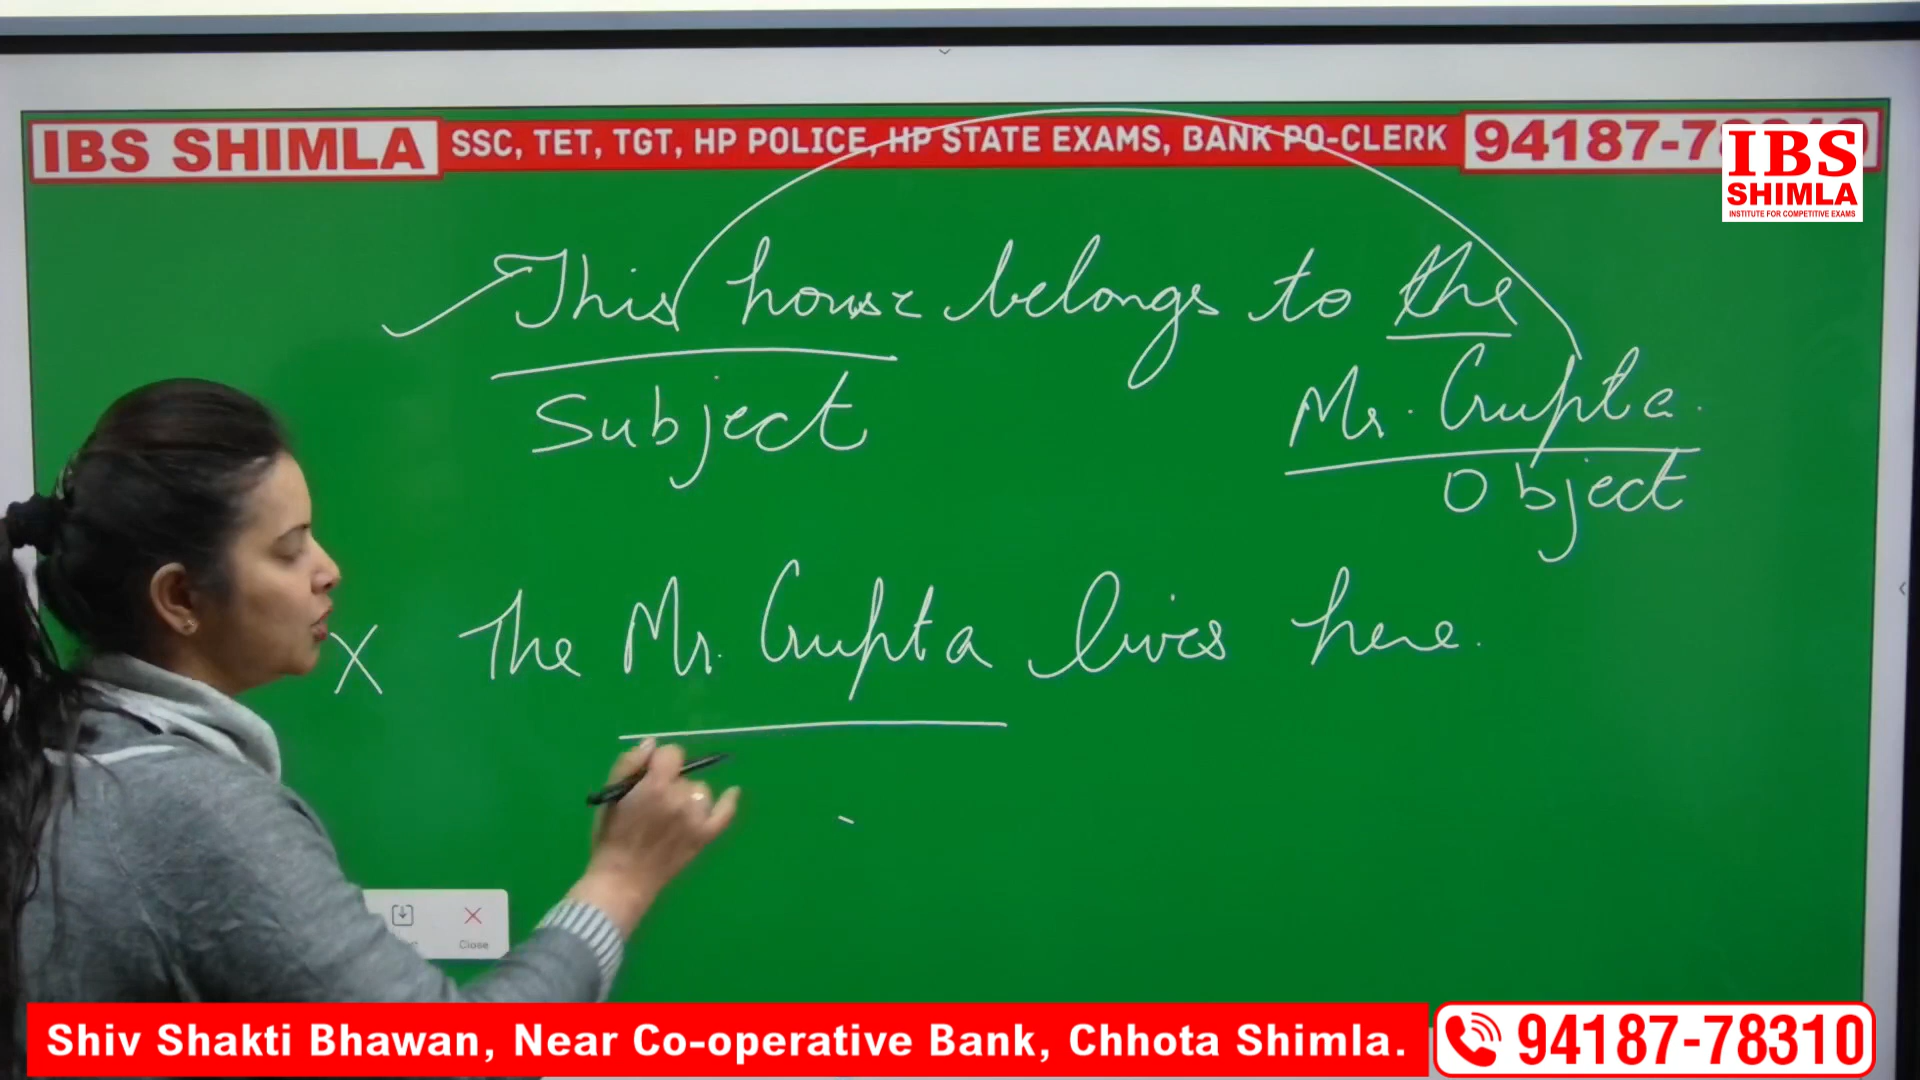 IBS SHIMLA SSC, TET, TGT, HP POLICE, HP STATE EXAMS, BANK PO-CLERK 94187-78
IBS
SHIMLA
INSTITUTE FOR COMPETITIVE EXAMS
This house belongs to the
Mr. Gupta.
Subject
Object
X The Mr. Gupta lives here.
Close
Shiv Shakti Bhawan, Near Co-operative Bank, Chhota Shimla. 94187-78310